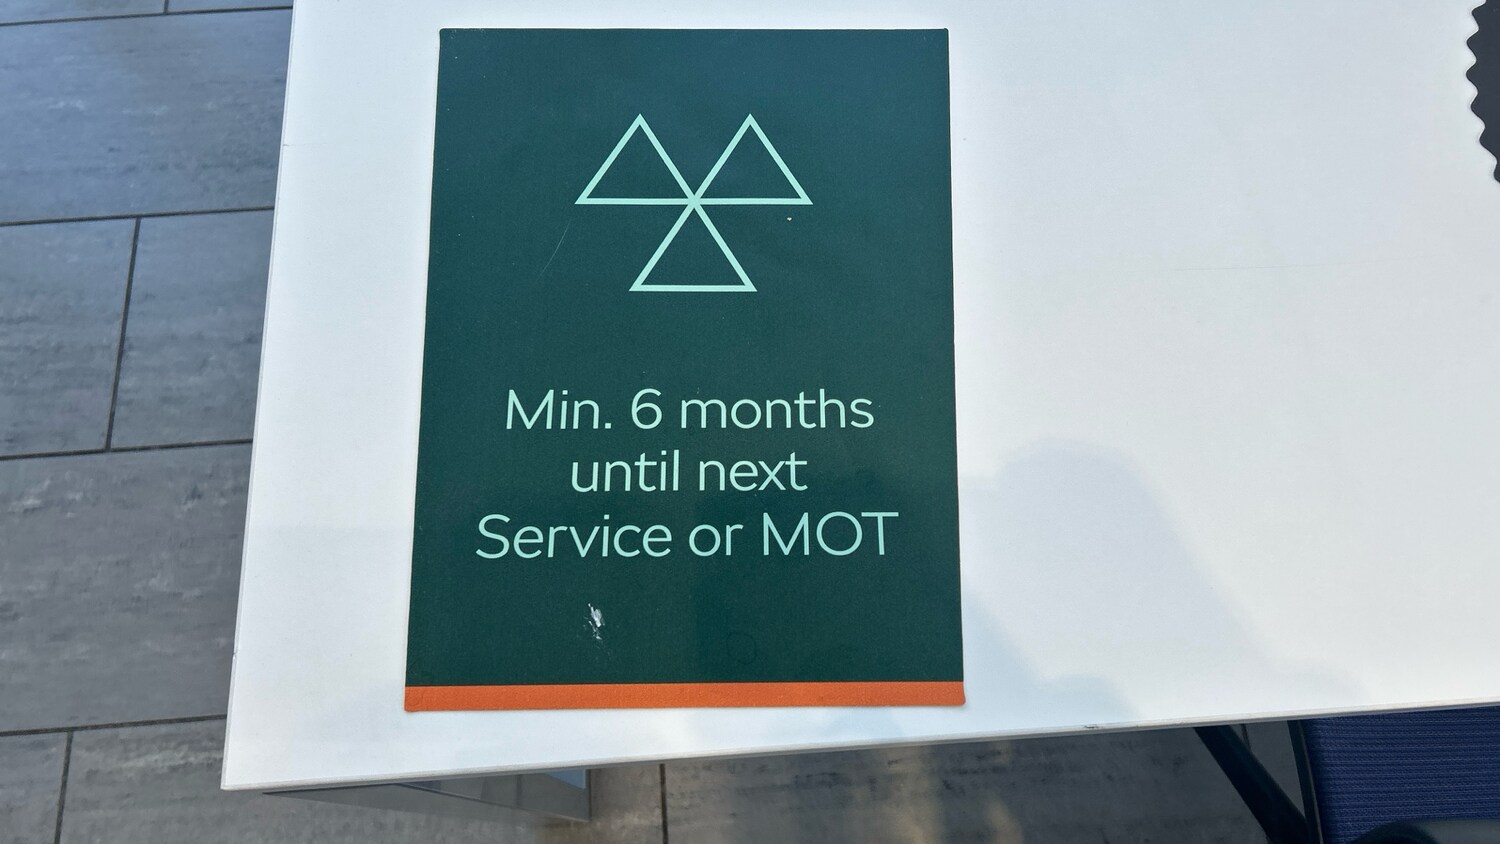 Min. 6 months
until next
Service or MOT